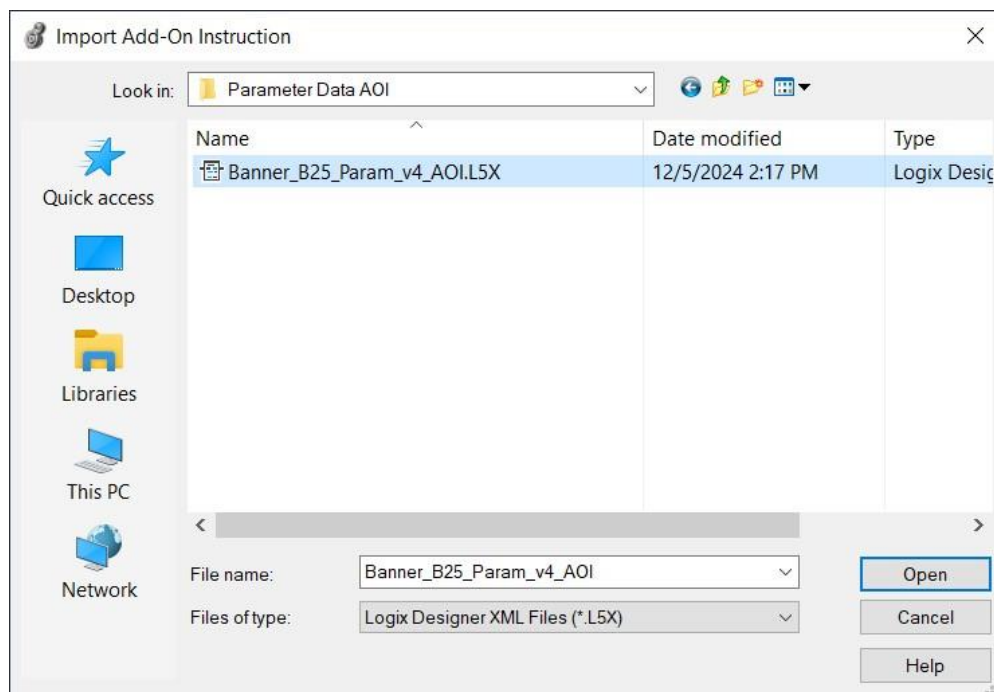 Import Add-On Instruction
Look in: Parameter Data AOI
Name Date modified Type
Banner_B25_Param_v4_AOI.L5X 12/5/2024 2:17 PM Logix Desig
Quick access
Desktop
Libraries
This PC
Network
File name: Banner_B25_Param_v4_AOI Open
Files of type: Logix Designer XML Files (*.L5X) Cancel
Help